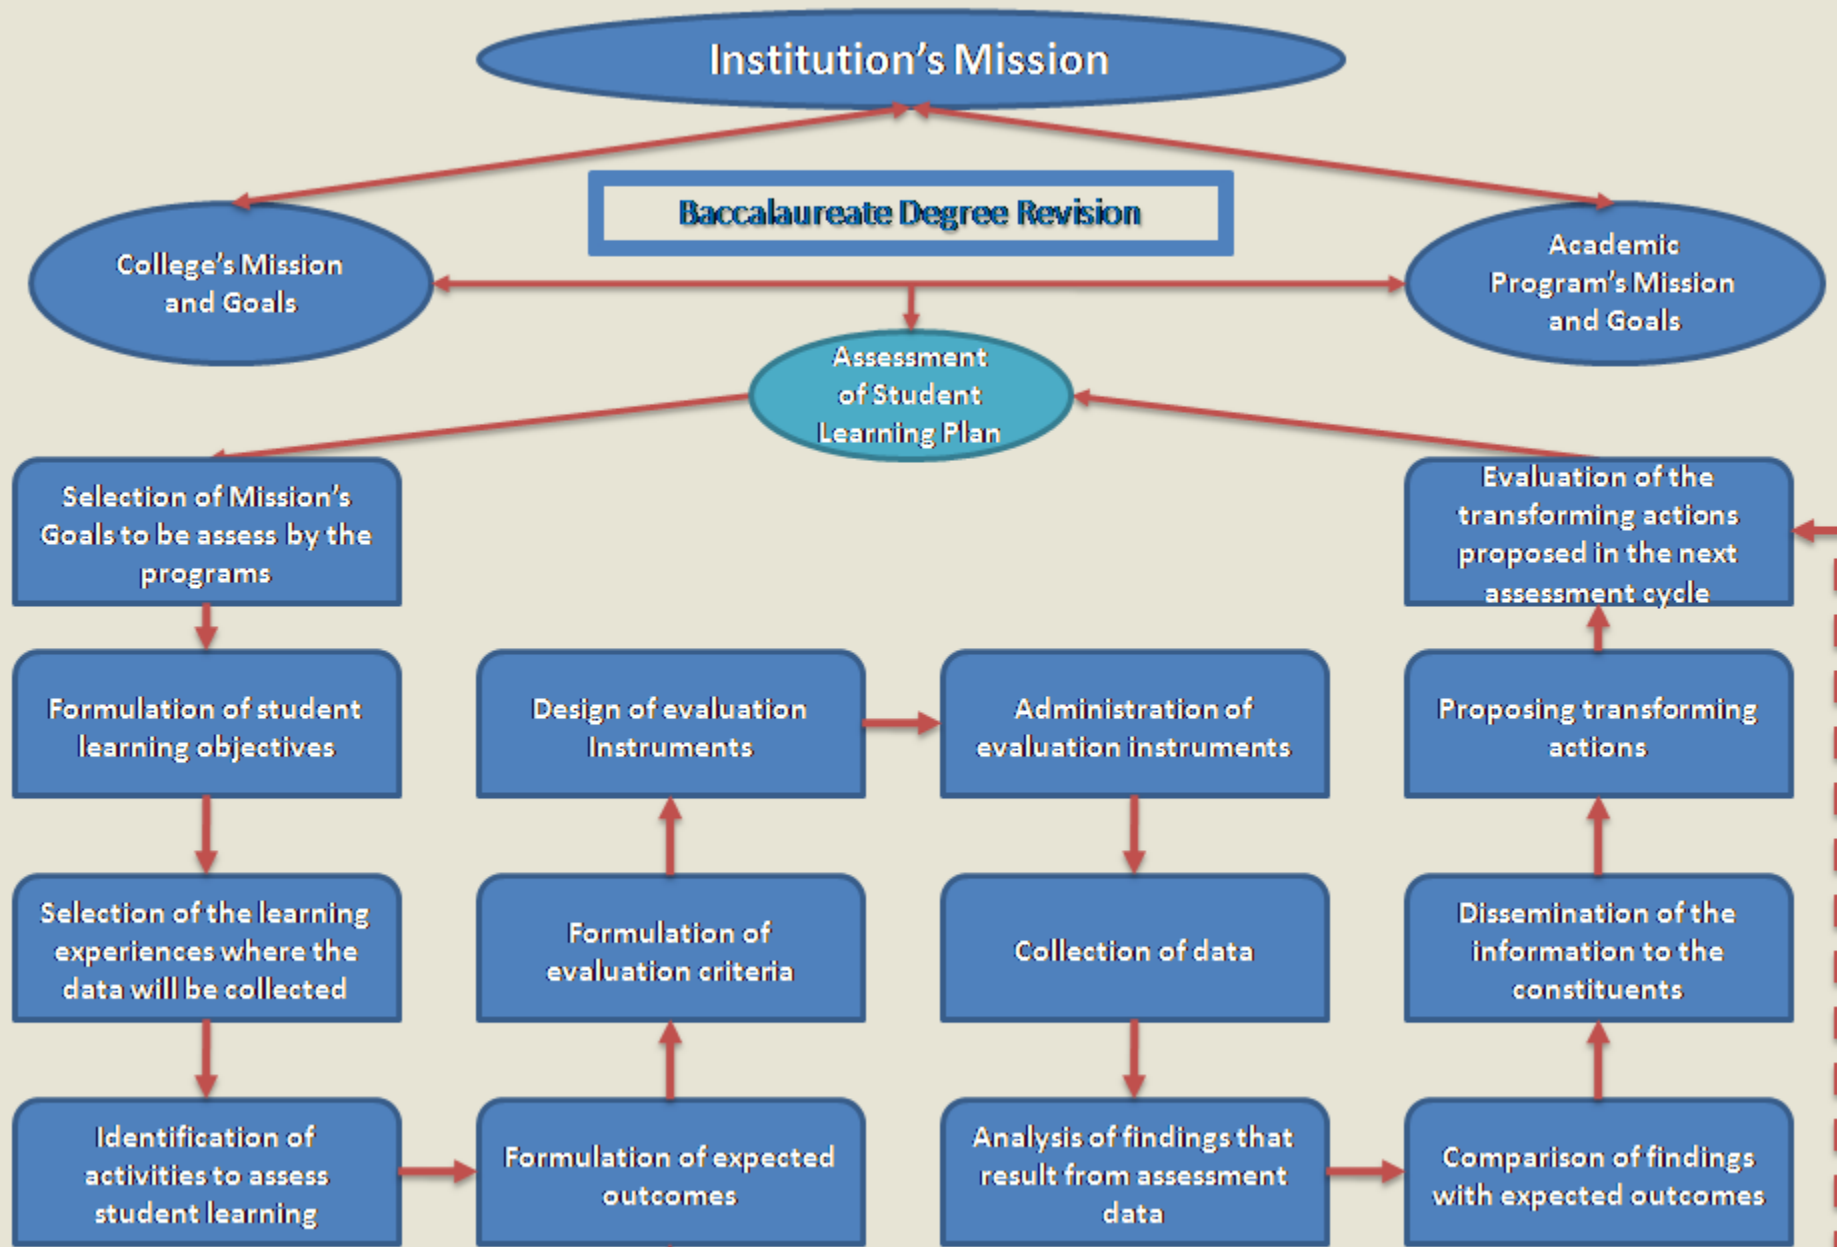 Institution's Mission
Baccalaureate Degree Revision
College's Mission
and Goals
Academic
Program's Mission
and Goals
Assessment
of Student
Learning Plan
Selection of Mission's
Goals to be assess by the
programs
Evaluation of the
transforming actions
proposed in the next
assessment cycle
Formulation of student
learning objectives
Design of evaluation
Instruments
Administration of
evaluation instruments
Proposing transforming
actions
Selection of the learning
experiences where the
data will be collected
Formulation of
evaluation criteria
Collection of data
Dissemination of the
information to the
constituents
Identification of
activities to assess
student learning
Formulation of expected
outcomes
Analysis of findings that
result from assessment
data
Comparison of findings
with expected outcomes